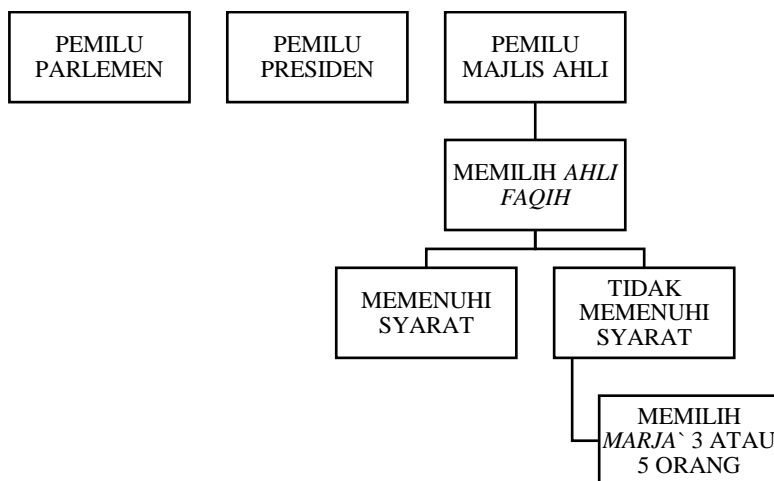 PEMILU
PARLEMEN
PEMILU
PRESIDEN
PEMILU
MAJLIS AHLI
MEMILIH AHLI
FAQIH
MEMENUHI
SYARAT
TIDAK
MEMENUHI
SYARAT
MEMILIH
MARJA` 3 ATAU
5 ORANG